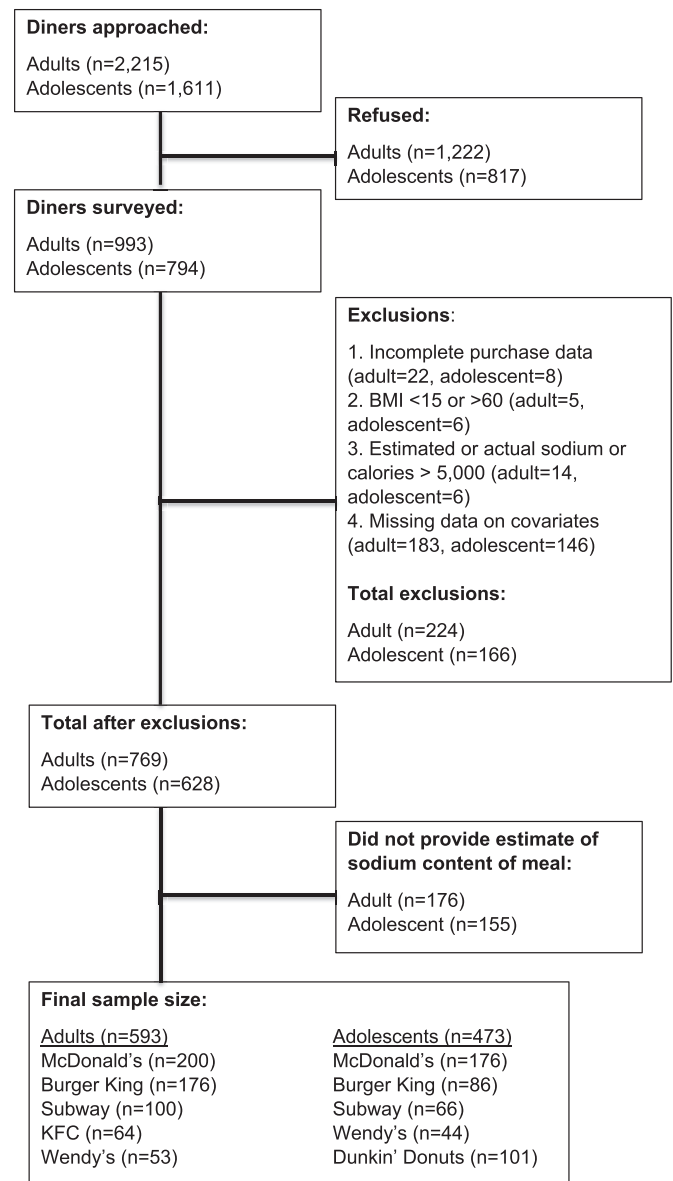 Diners approached:
Adults (n=2,215)
Adolescents (n=1,611)
Refused:
Adults (n=1,222)
Adolescents (n=817)
Diners surveyed:
Adults (n=993)
Adolescents (n=794)
Exclusions:
1. Incomplete purchase data
(adult=22, adolescent=8)
2. BMI <15 or >60 (adult=5,
adolescent=6)
3. Estimated or actual sodium or
calories > 5,000 (adult=14,
adolescent=6)
4. Missing data on covariates
(adult=183, adolescent=146)
Total exclusions:
Adult (n=224)
Adolescent (n=166)
Total after exclusions:
Adults (n=769)
Adolescents (n=628)
Did not provide estimate of
sodium content of meal:
Adult (n=176)
Adolescent (n=155)
Final sample size:
Adults (n=593)
McDonald’s (n=200)
Burger King (n=176)
Subway (n=100)
KFC (n=64)
Wendy’s (n=53)
Adolescents (n=473)
McDonald’s (n=176)
Burger King (n=86)
Subway (n=66)
Wendy’s (n=44)
Dunkin’ Donuts (n=101)